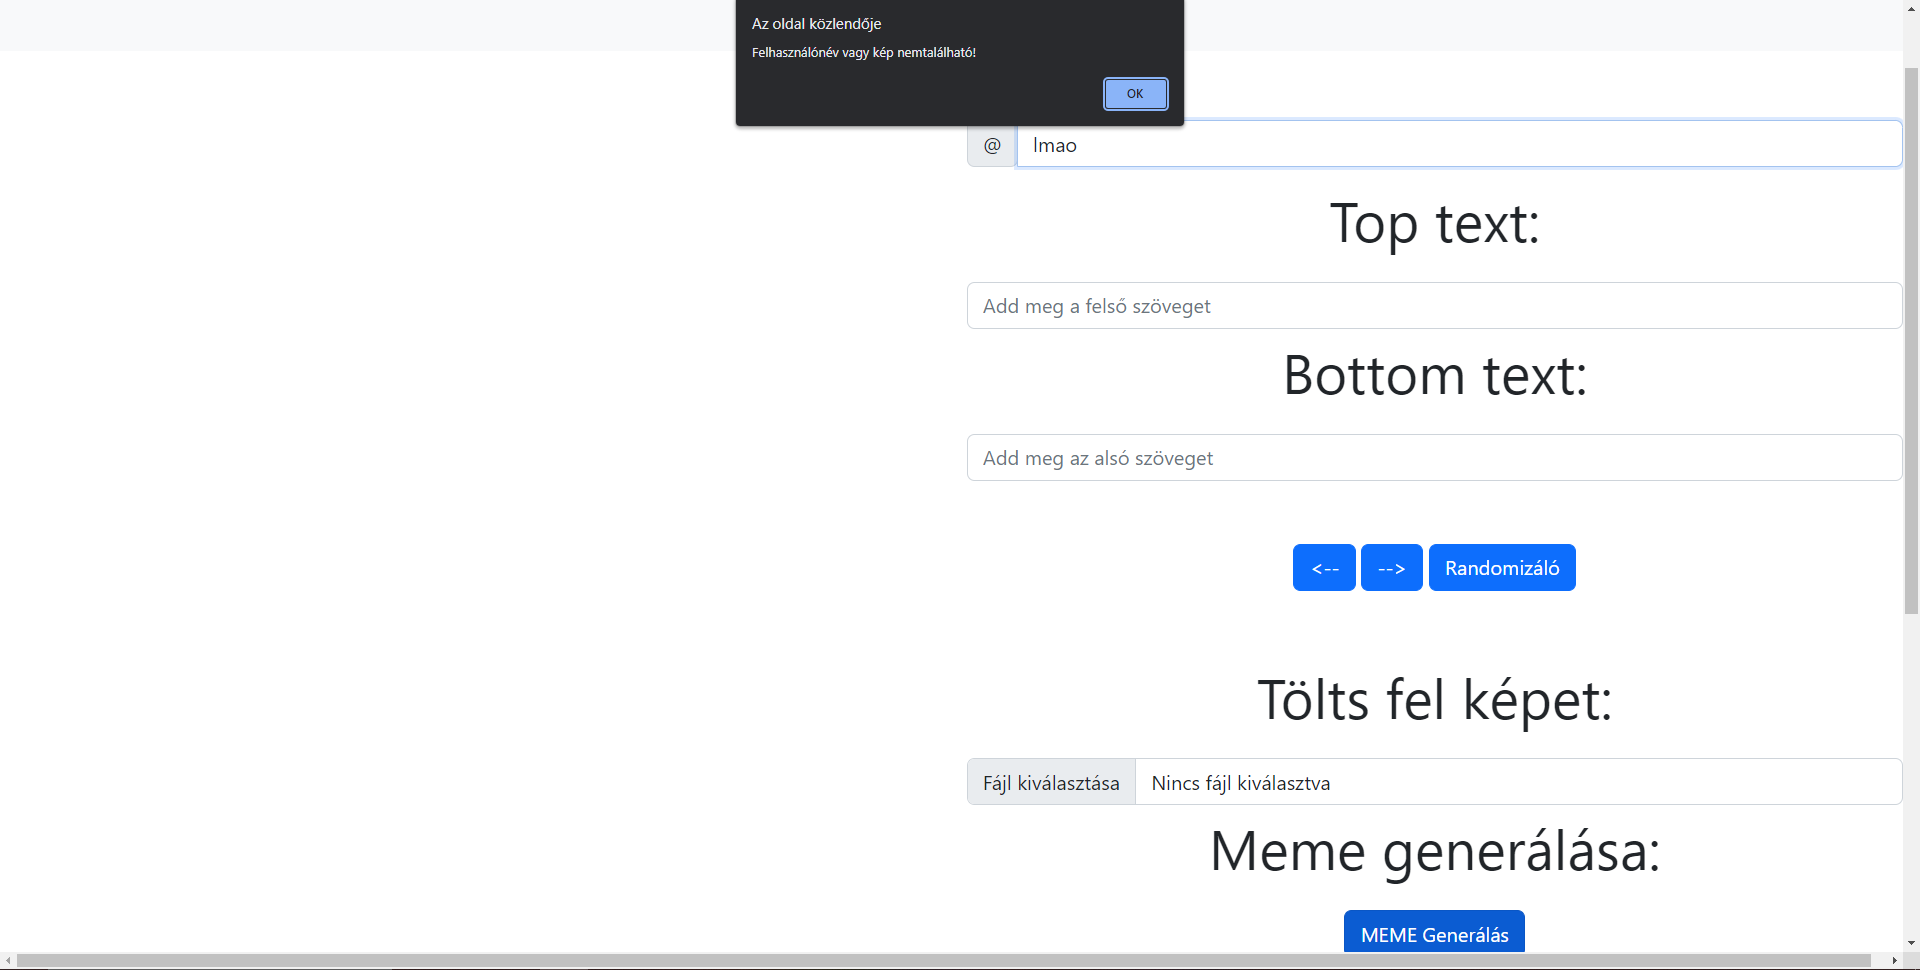 Az oldal közlendője
Felhasználónév vagy kép nemtalálható!
OK
@ lmao
Top text:
Add meg a felső szöveget
Bottom text:
Add meg az alsó szöveget
<-- --> Randomizáló
Tölts fel képet:
Fájl kiválasztása Nincs fájl kiválasztva
Meme generálása:
MEME Generálás